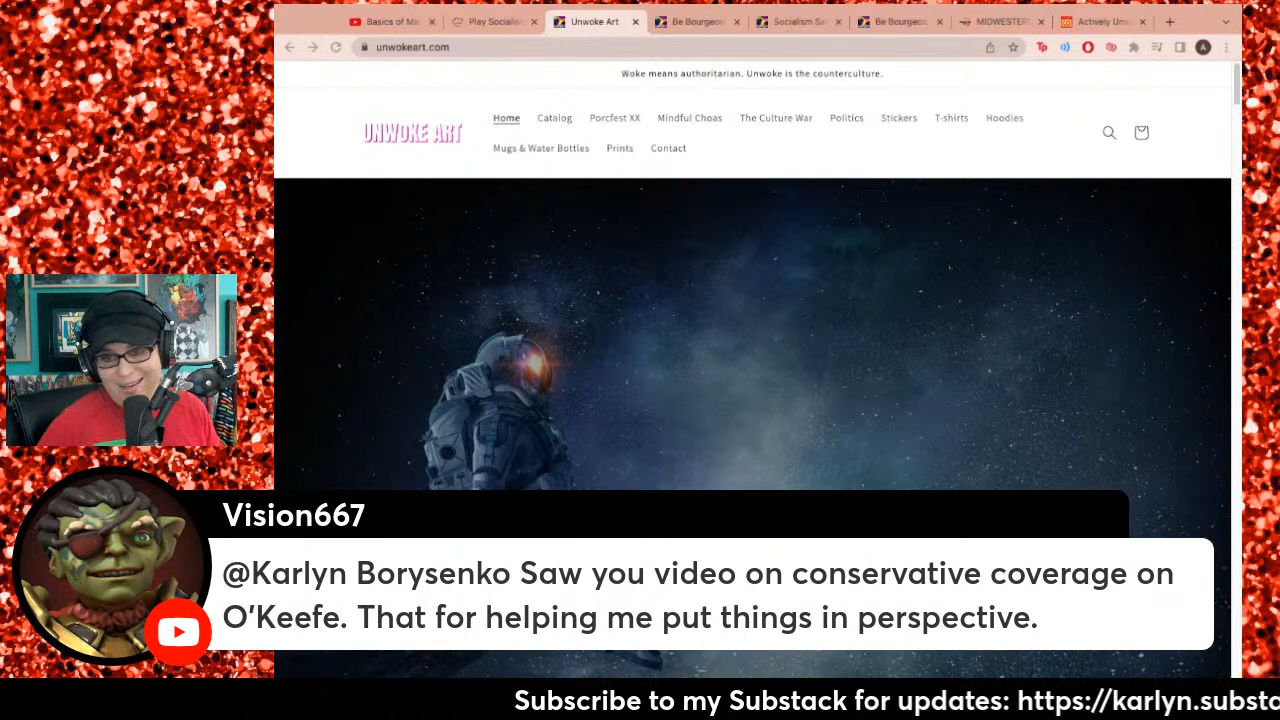 Basics of Ma
Play Socialis
Unwoke Art
Be Bourgeoi
Socialism Sa
Be Bourgeoi
MIDWESTER
Actively Unw
unwokeart.com
Woke means authoritarian. Unwoke is the counterculture.
UNWOKE ART
Home Catalog Porcfest XX Mindful Choas The Culture War Politics Stickers T-shirts Hoodies
Mugs & Water Bottles Prints Contact
Vision667
@Karlyn Borysenko Saw you video on conservative coverage on
O'Keefe. That for helping me put things in perspective.
Subscribe to my Substack for updates: https://karlyn.substa